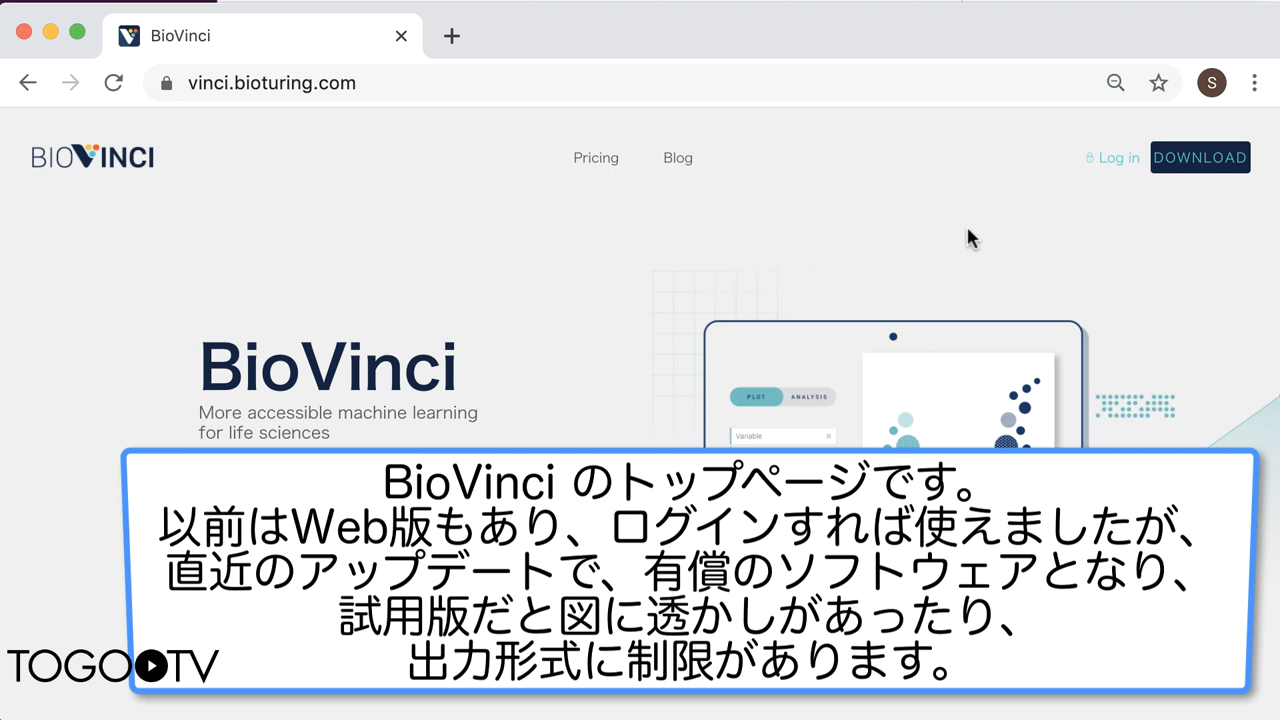 BioVinci
vinci.bioturing.com
S
BIOVINCI
Pricing
Blog
Log in
DOWNLOAD
BioVinci
More accessible machine learning
for life sciences
PLOT
ANALYSIS
Variable
BioVinci のトップページです。
以前はWeb版もあり、ログインすれば使えましたが、
直近のアップデートで、有償のソフトウェアとなり、
試用版だと図に透かしがあったり、
出力形式に制限があります。
TOGO TV